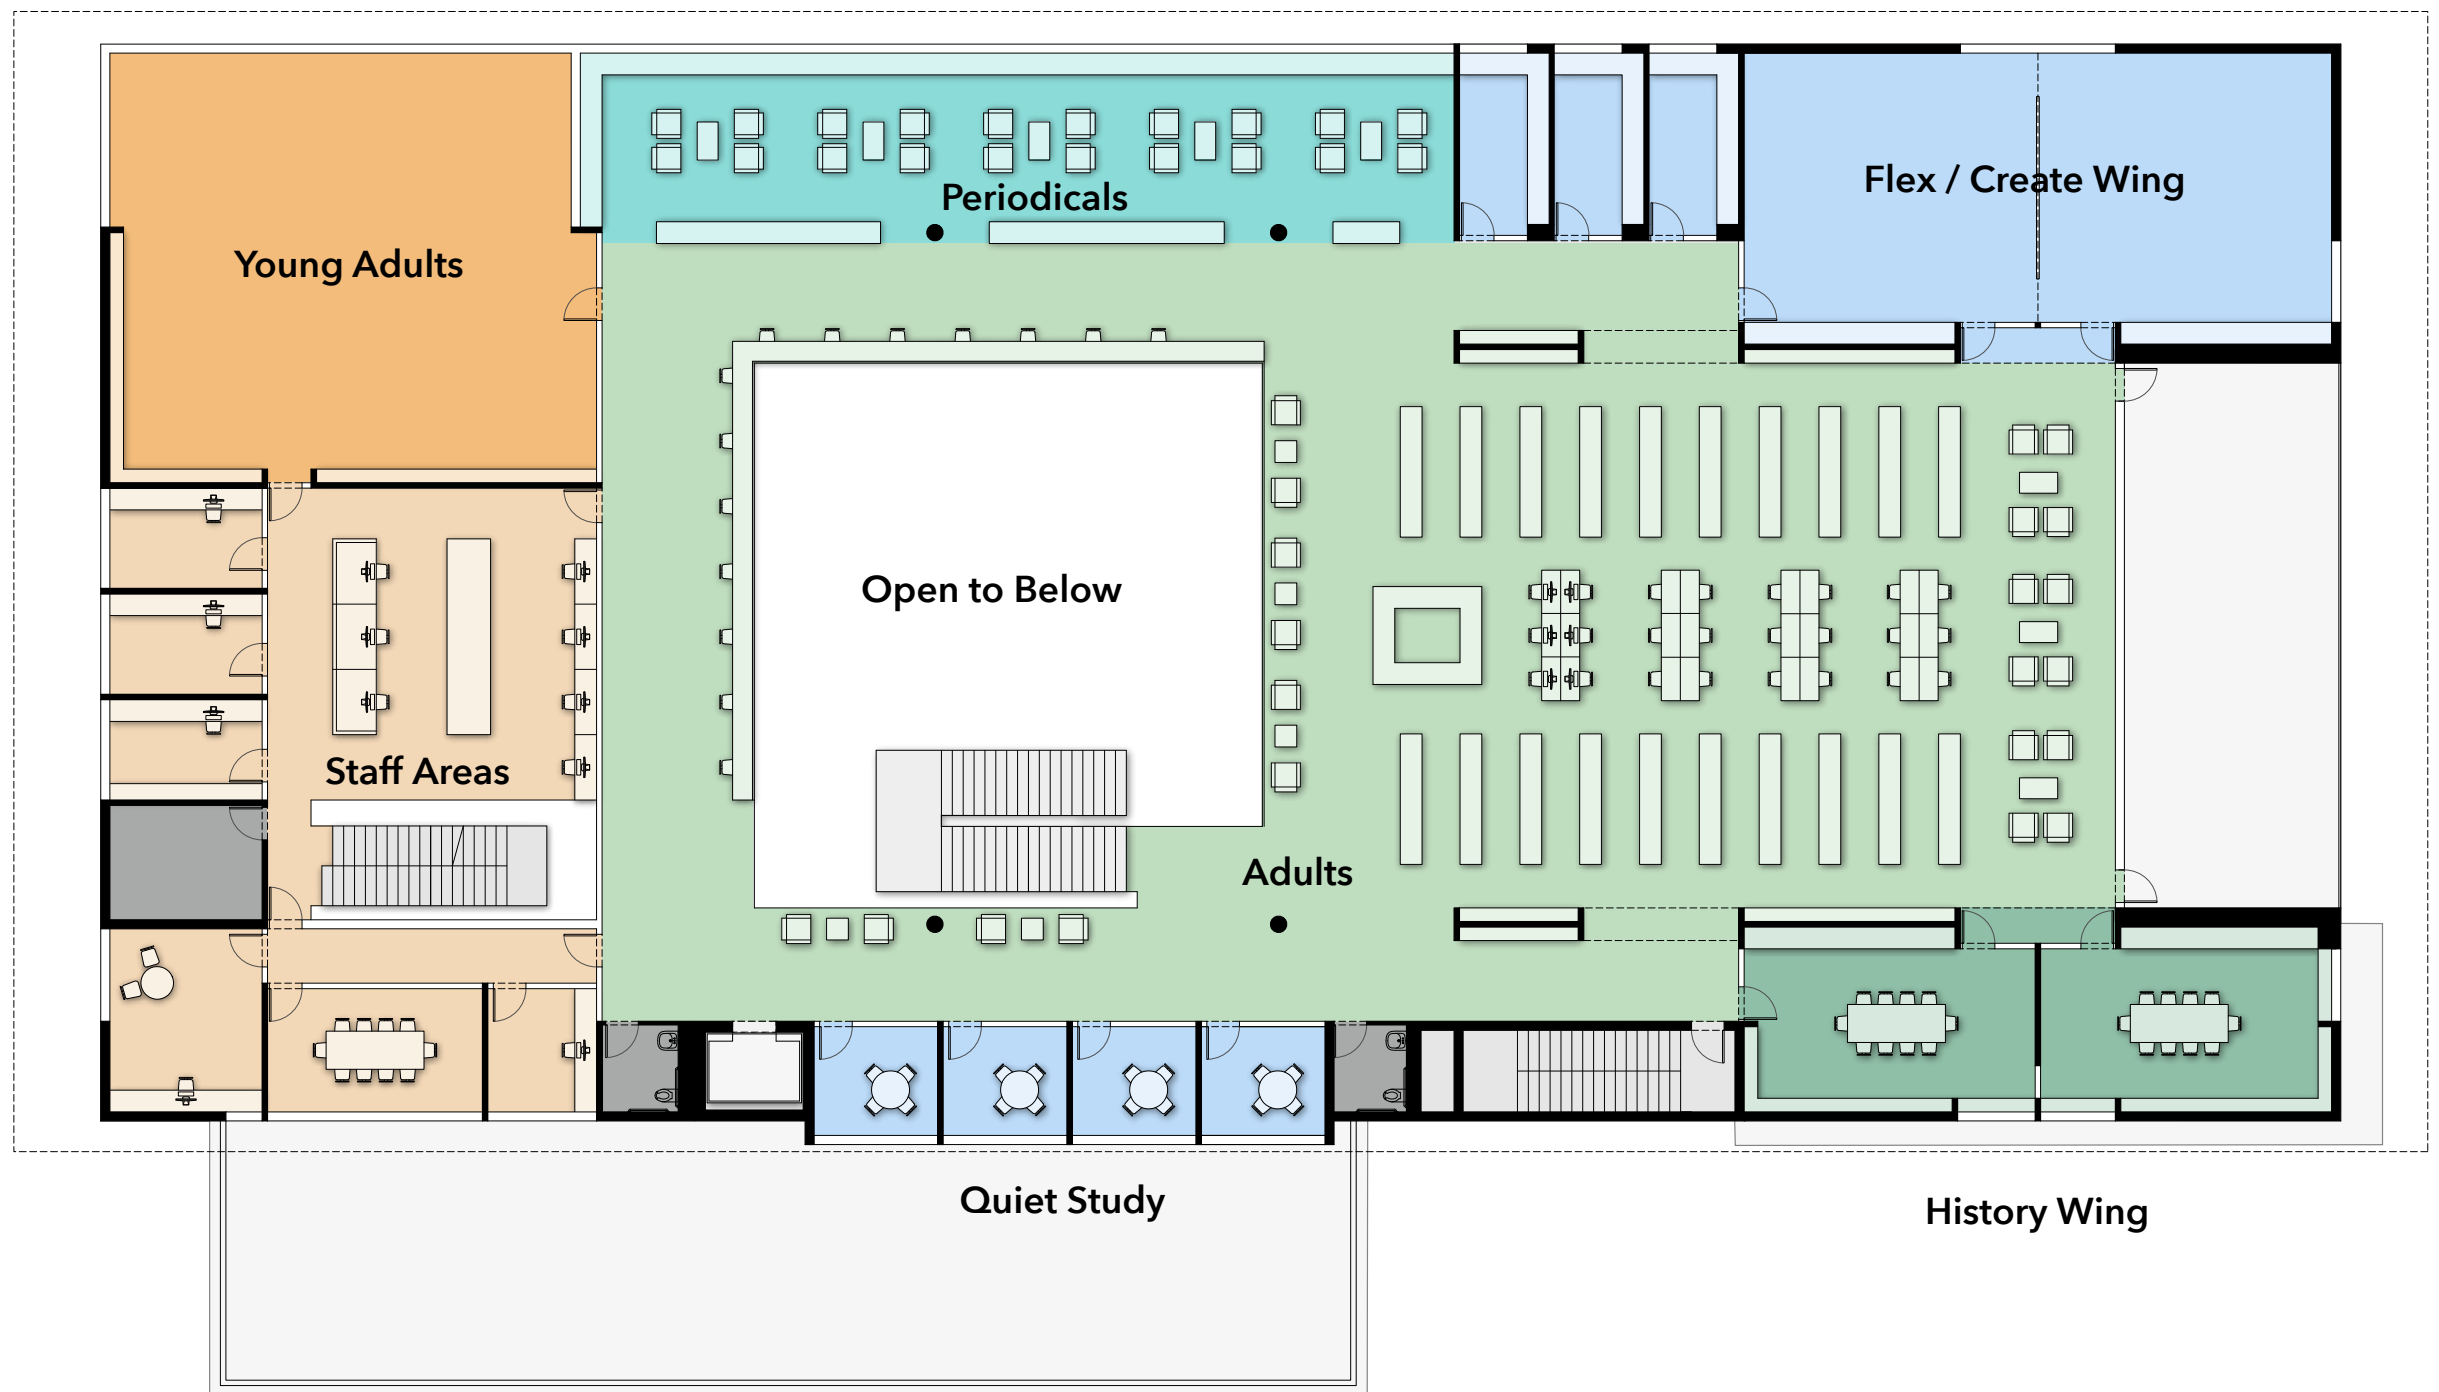 Flex / Create Wing
Periodicals
Young Adults
Open to Below
Staff Areas
Adults
Quiet Study
History Wing